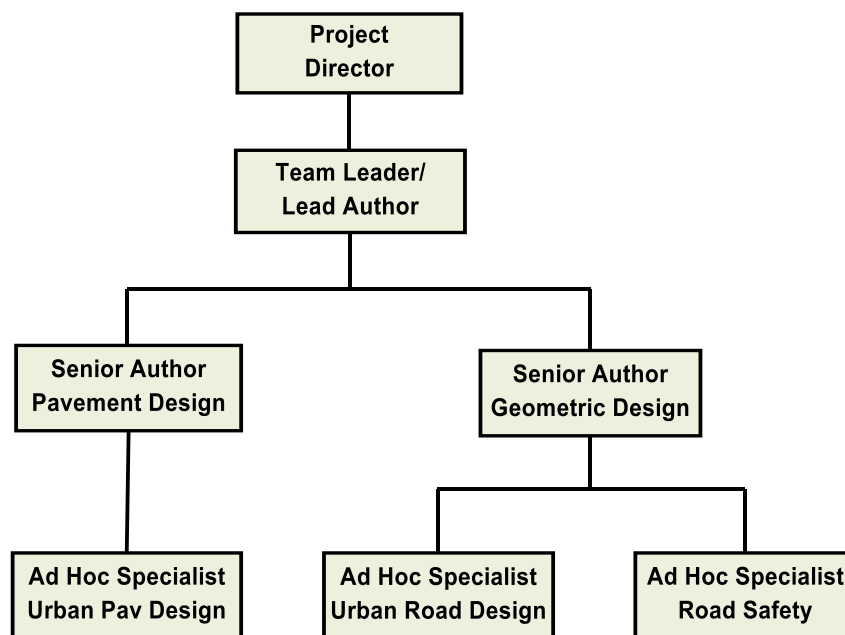 Project
Director
Team Leader/
Lead Author
Senior Author
Pavement Design
Senior Author
Geometric Design
Ad Hoc Specialist
Urban Pav Design
Ad Hoc Specialist
Urban Road Design
Ad Hoc Specialist
Road Safety